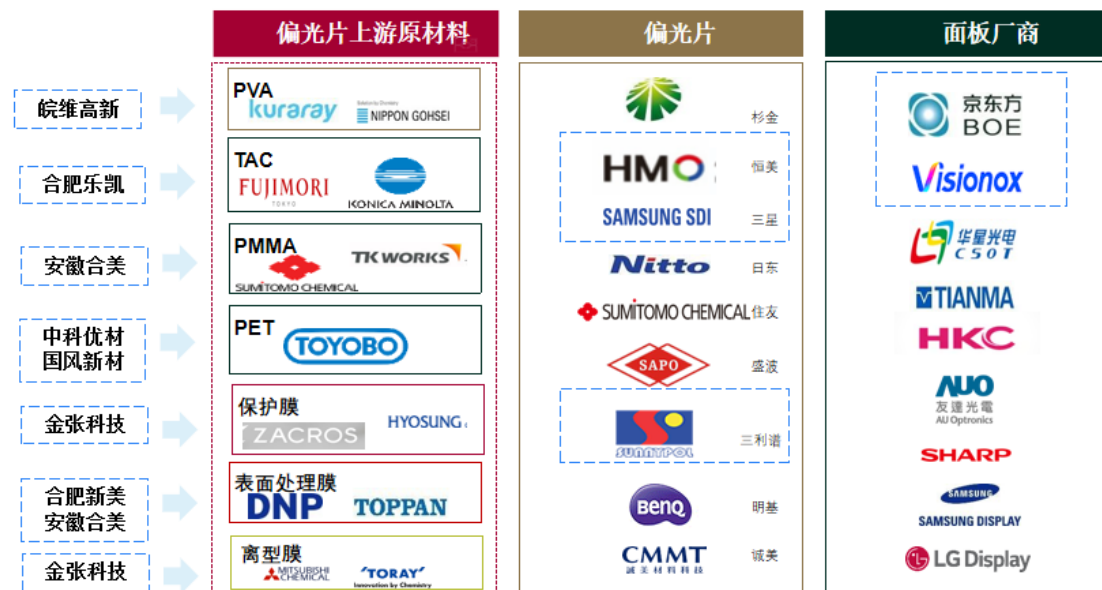 偏光片上游原材料
偏光片
面板厂商
皖维高新
合肥乐凯
安徽合美
中科优材
国风新材
金张科技
合肥新美
安徽合美
金张科技
PVA
kuraray
NIPPON GOHSEI
TAC
FUJIMORI
TOKYO
KONICA MINOLTA
PMMA
TK WORKS
SUMITOMO CHEMICAL
PET
TOYOBO
保护膜
ZACROS
HYOSUNG
表面处理膜
DNP
TOPPAN
离型膜
MITSUBISHI
CHEMICAL
'TORAY'
Innovation by Chemistry
杉金
HMO
恒美
SAMSUNG SDI
三星
Nitto
日东
SUMITOMO CHEMICAL
住友
SAPO
盛波
SUNNYPOL
三利谱
BenQ
明基
CMMT
誠美材料科技
诚美
京东方
BOE
Visionox
华星光电
CSOT
TIANMA
HKC
AUO
友達光電
AU Optronics
SHARP
SAMSUNG
SAMSUNG DISPLAY
LG Display